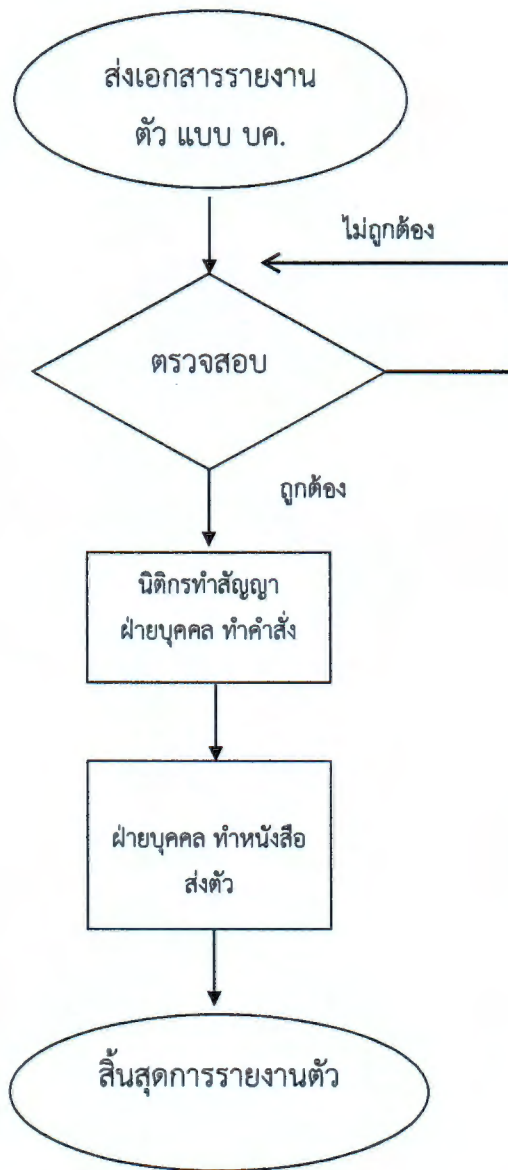 ส่งเอกสารรายงาน
ตัว แบบ บค.
ไม่ถูกต้อง
ตรวจสอบ
ถูกต้อง
นิติกรทำสัญญา
ฝ่ายบุคคล ทำคำสั่ง
ฝ่ายบุคคล ทำหนังสือ
ส่งตัว
สิ้นสุดการรายงานตัว